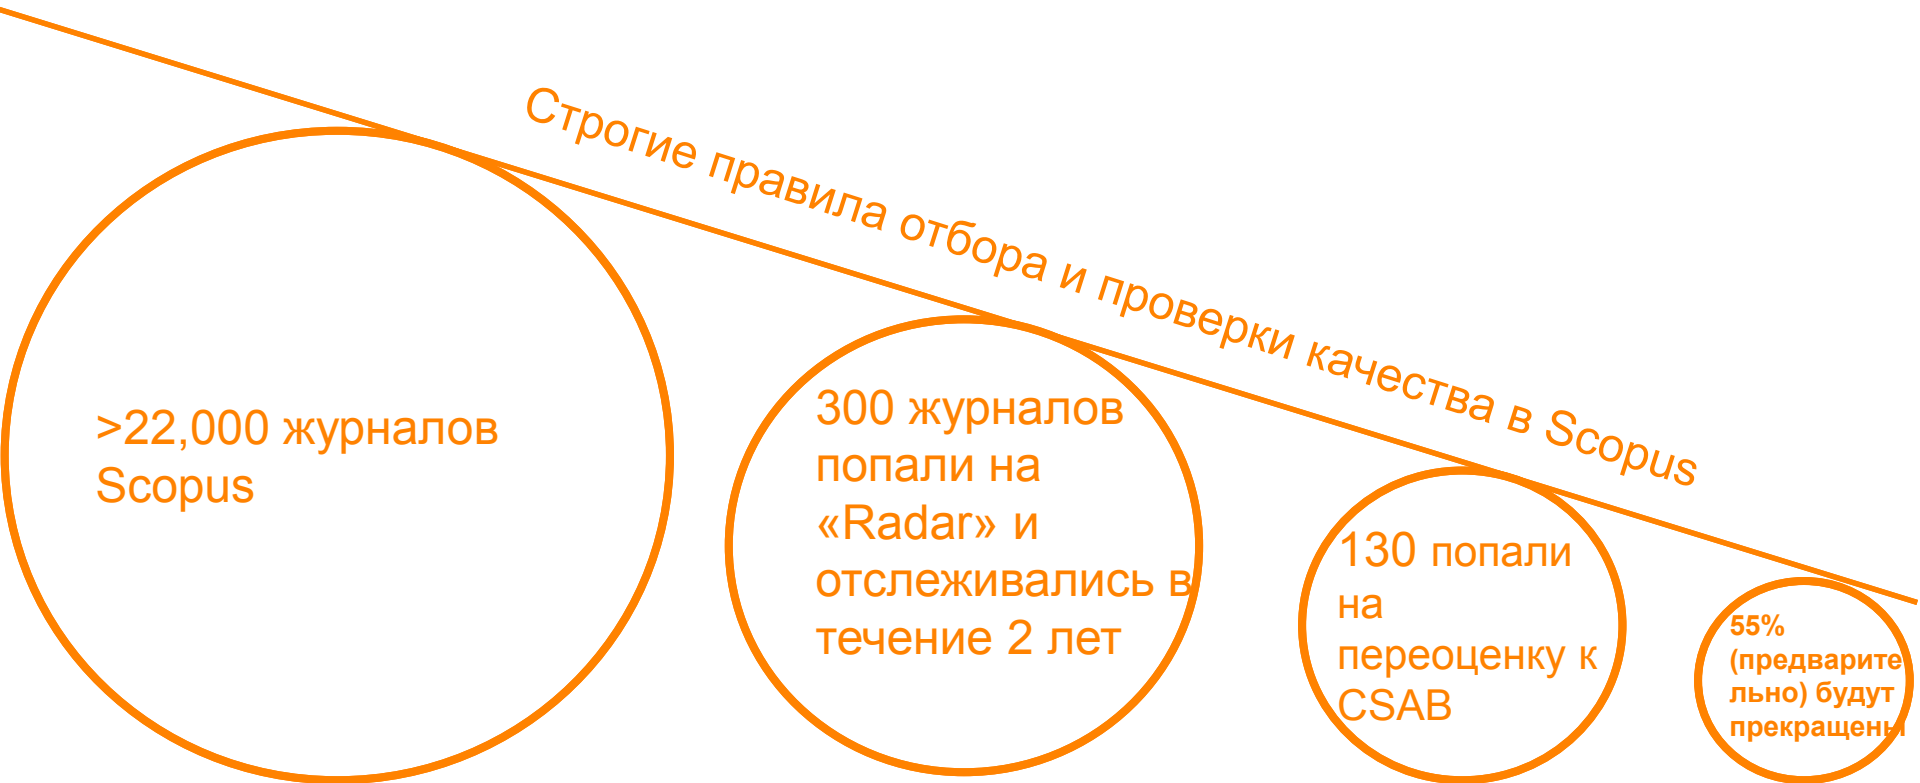 Строгие правила отбора и проверки качества в Scopus
>22,000 журналов
Scopus
300 журналов
попали на
«Radar» и
отслеживались в
течение 2 лет
130 попали
на
переоценку к
CSAB
55%
(предварите
льно) будут
прекращены